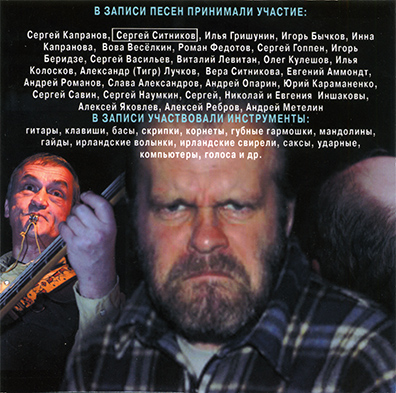 В ЗАПИСИ ПЕСЕН ПРИНИМАЛИ УЧАСТИЕ:
Сергей Капранов, Сергей Ситников, Илья Гришунин, Игорь Бычков, Инна
Капранова, Вова Весёлкин, Роман Федотов, Сергей Гоппен, Игорь
Беридзе, Сергей Васильев, Виталий Левитан, Олег Кулешов, Илья
Колосков, Александр (Тигр) Лучков, Вера Ситникова, Евгений Аммондт,
Андрей Романов, Слава Александров, Андрей Опарин, Юрий Караманенко,
Сергей Савин, Сергей Наумкин, Сергей, Николай и Евгения Иншаковы,
Алексей Яковлев, Алексей Ребров, Андрей Метелин
В ЗАПИСИ УЧАСТВОВАЛИ ИНСТРУМЕНТЫ:
гитары, клавиши, басы, скрипки, корнеты, губные гармошки, мандолины,
гайды, ирландские волынки, ирландские свирели, саксы, ударные,
компьютеры, голоса и др.